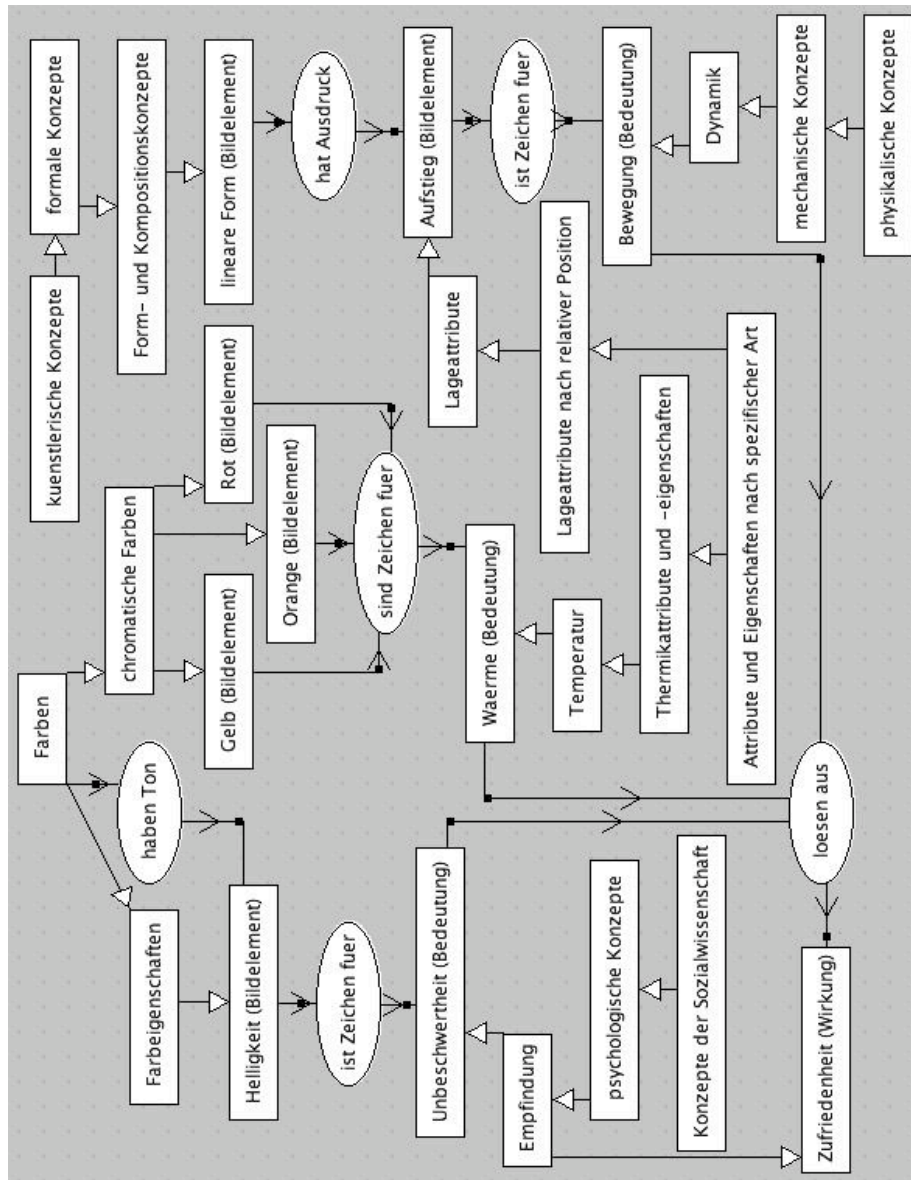 Farben
kuenstlerische Konzepte
formale Konzepte
Farbeigenschaften
haben Ton
chromatische Farben
Form- und Kompositionskonzepte
Helligkeit (Bildelement)
Gelb (Bildelement)
Rot (Bildelement)
lineare Form (Bildelement)
Orange (Bildelement)
ist Zeichen fuer
sind Zeichen fuer
hat Ausdruck
Unbeschwertheit (Bedeutung)
Aufstieg (Bildelement)
Lageattribute
Waerme (Bedeutung)
ist Zeichen fuer
Empfindung
Temperatur
Lageattribute nach relativer Position
psychologische Konzepte
Thermikattribute und -eigenschaften
Bewegung (Bedeutung)
Konzepte der Sozialwissenschaft
Attribute und Eigenschaften nach spezifischer Art
Dynamik
loesen aus
mechanische Konzepte
Zufriedenheit (Wirkung)
physikalische Konzepte